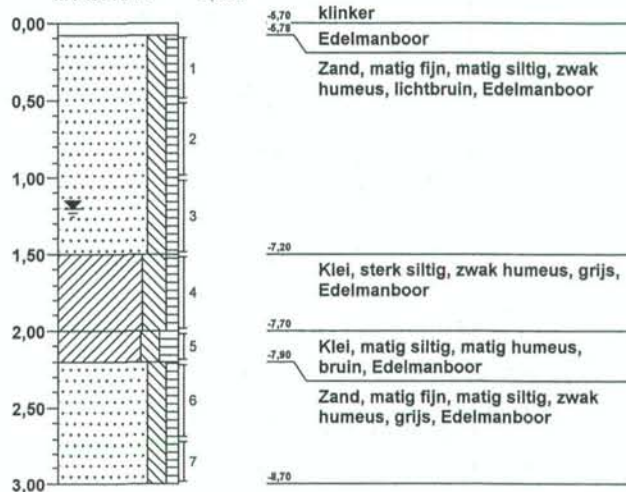 0,00
0,50
1,00
1,50
2,00
2,50
3,00
1
2
3
4
5
6
7
-5,70
klinker
-5,78
Edelmanboor
Zand, matig fijn, matig siltig, zwak
humeus, lichtbruin, Edelmanboor
-7,20
Klei, sterk siltig, zwak humeus, grijs,
Edelmanboor
-7,70
Klei, matig siltig, matig humeus,
bruin, Edelmanboor
-7,90
Zand, matig fijn, matig siltig, zwak
humeus, grijs, Edelmanboor
-8,70